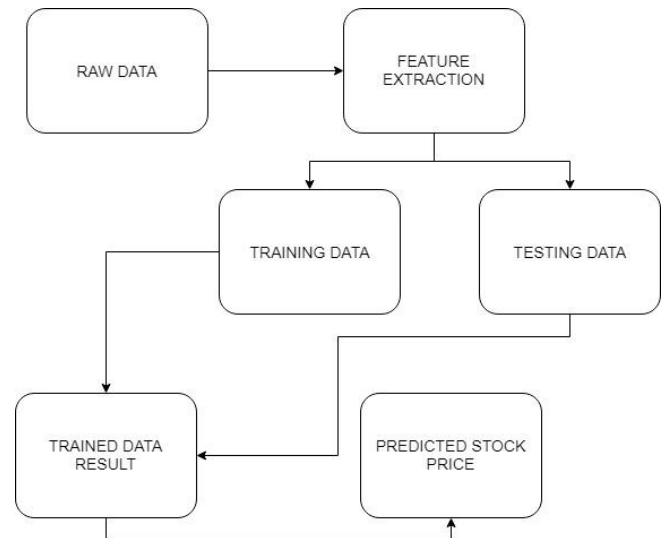 RAW DATA
FEATURE
EXTRACTION
TRAINING DATA
TESTING DATA
TRAINED DATA
RESULT
PREDICTED STOCK
PRICE